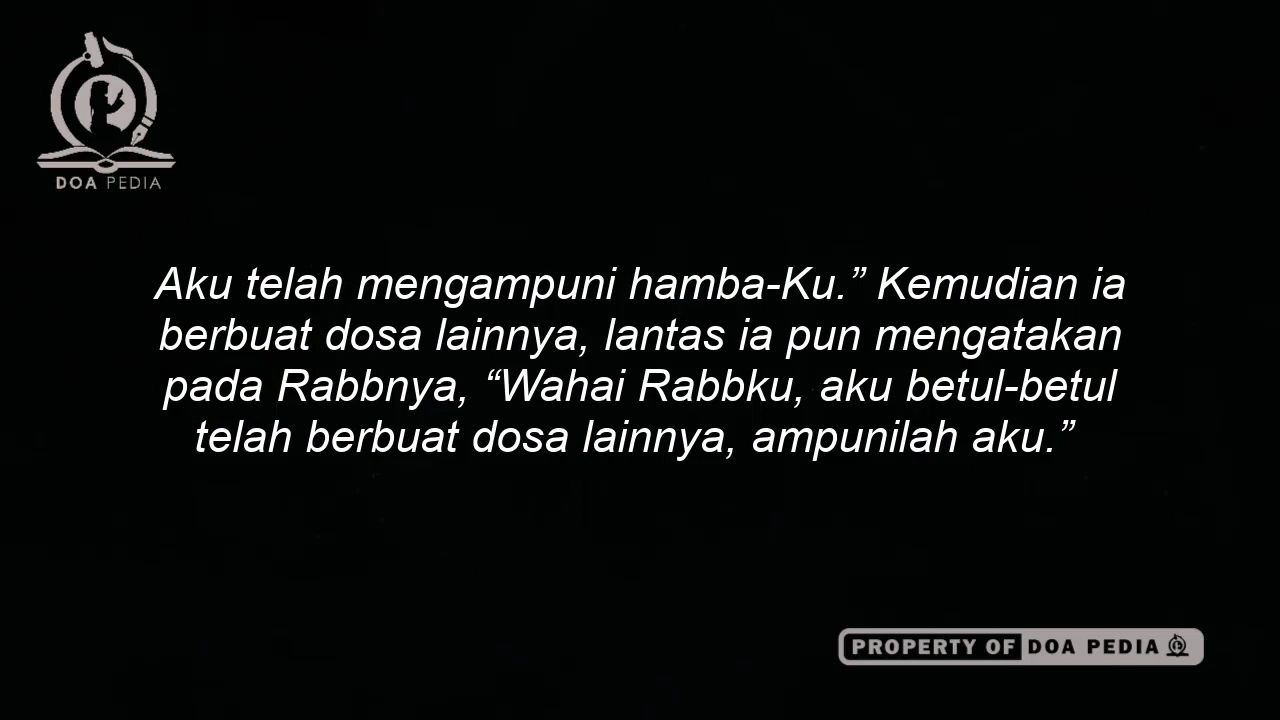 DOA PEDIA
Aku telah mengampuni hamba-Ku.” Kemudian ia
berbuat dosa lainnya, lantas ia pun mengatakan
pada Rabbnya, “Wahai Rabbku, aku betul-betul
telah berbuat dosa lainnya, ampunilah aku.”
PROPERTY OF DOA PEDIA